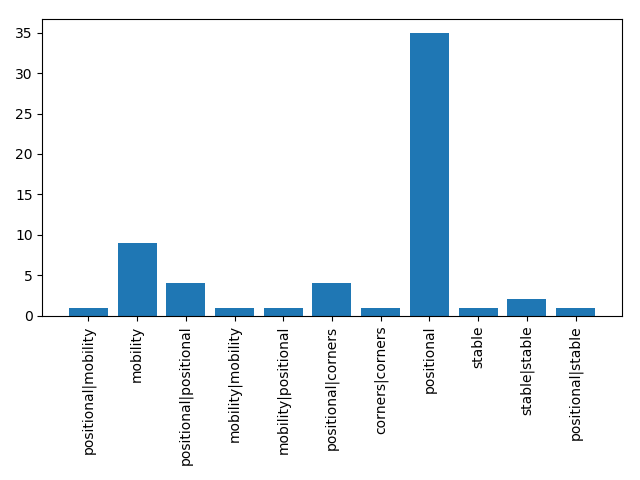 35
30
25
20
15
10
5
0
positional|mobility
mobility
positional|positional
mobility|mobility
mobility|positional
positional|corners
corners|corners
positional
stable
stable|stable
positional|stable